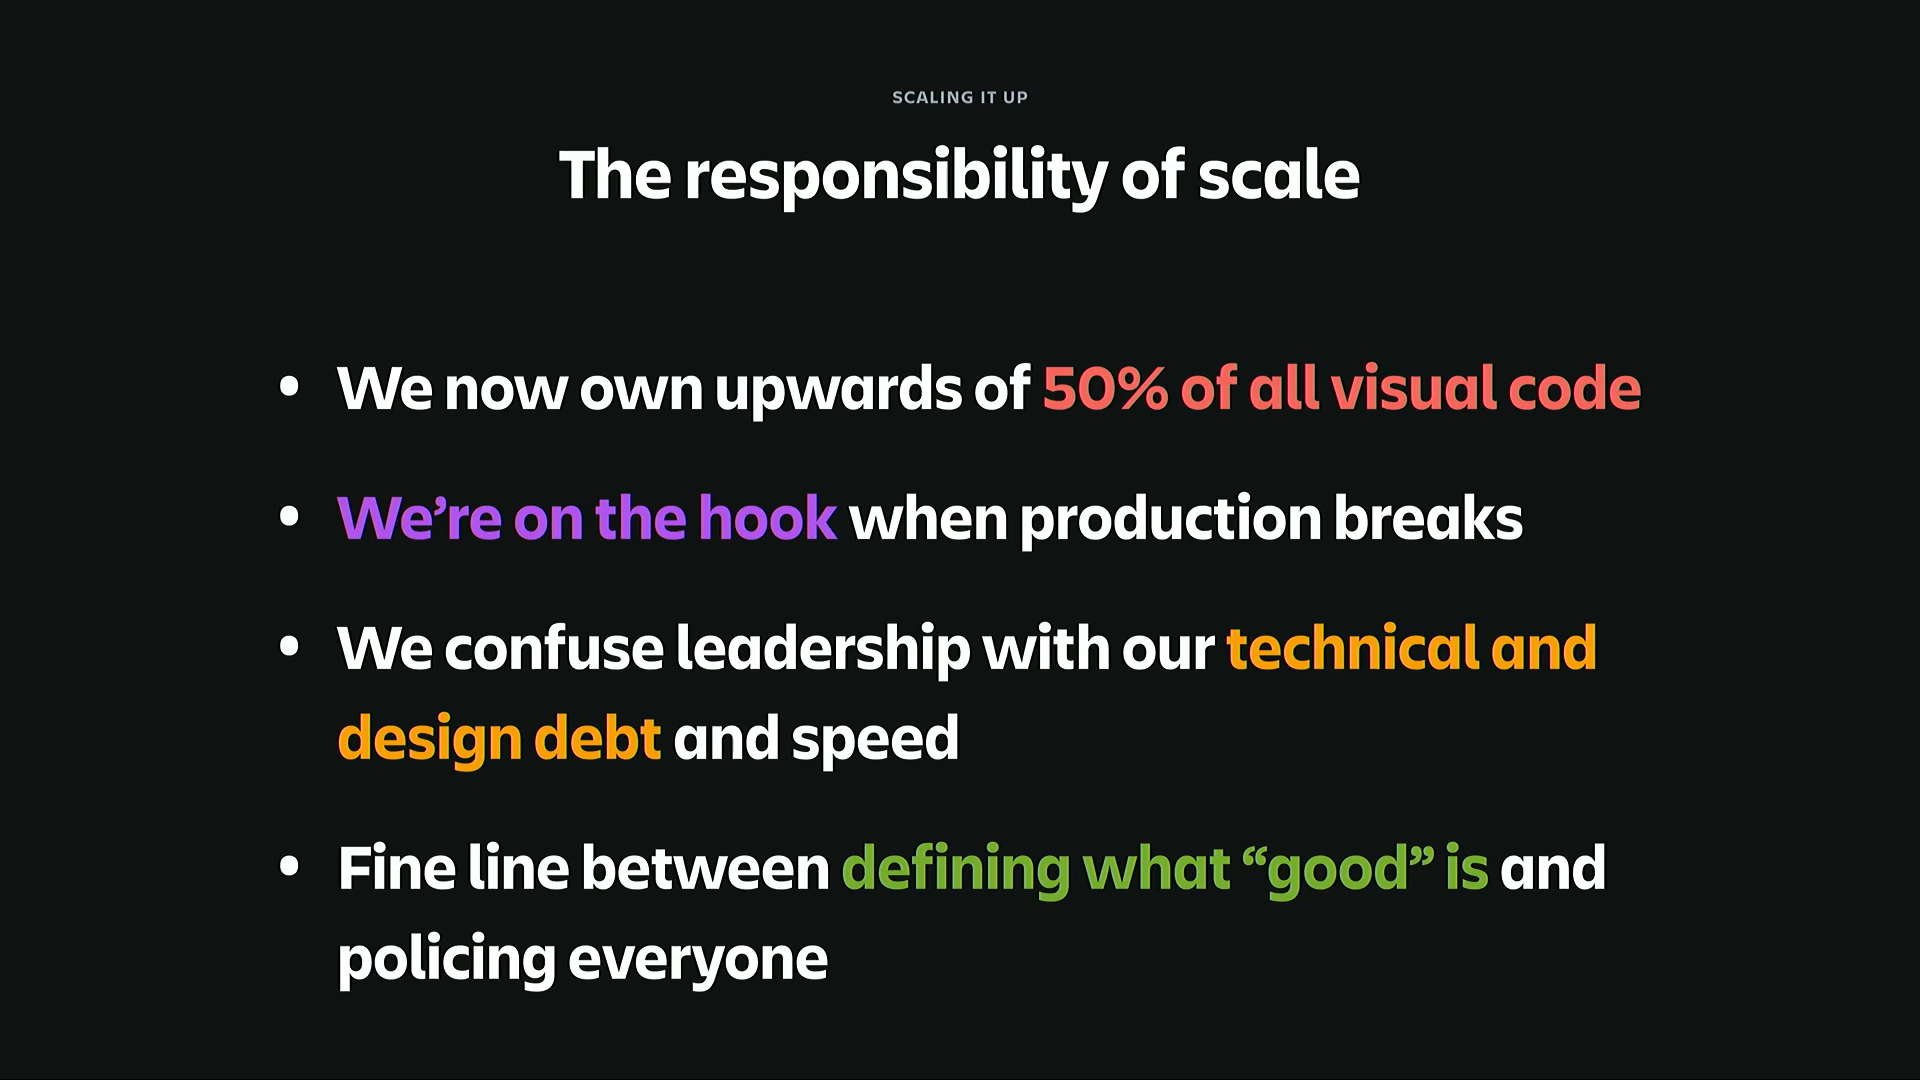 SCALING IT UP
The responsibility of scale
• We now own upwards of 50% of all visual code
• We’re on the hook when production breaks
• We confuse leadership with our technical and
design debt and speed
• Fine line between defining what “good” is and
policing everyone